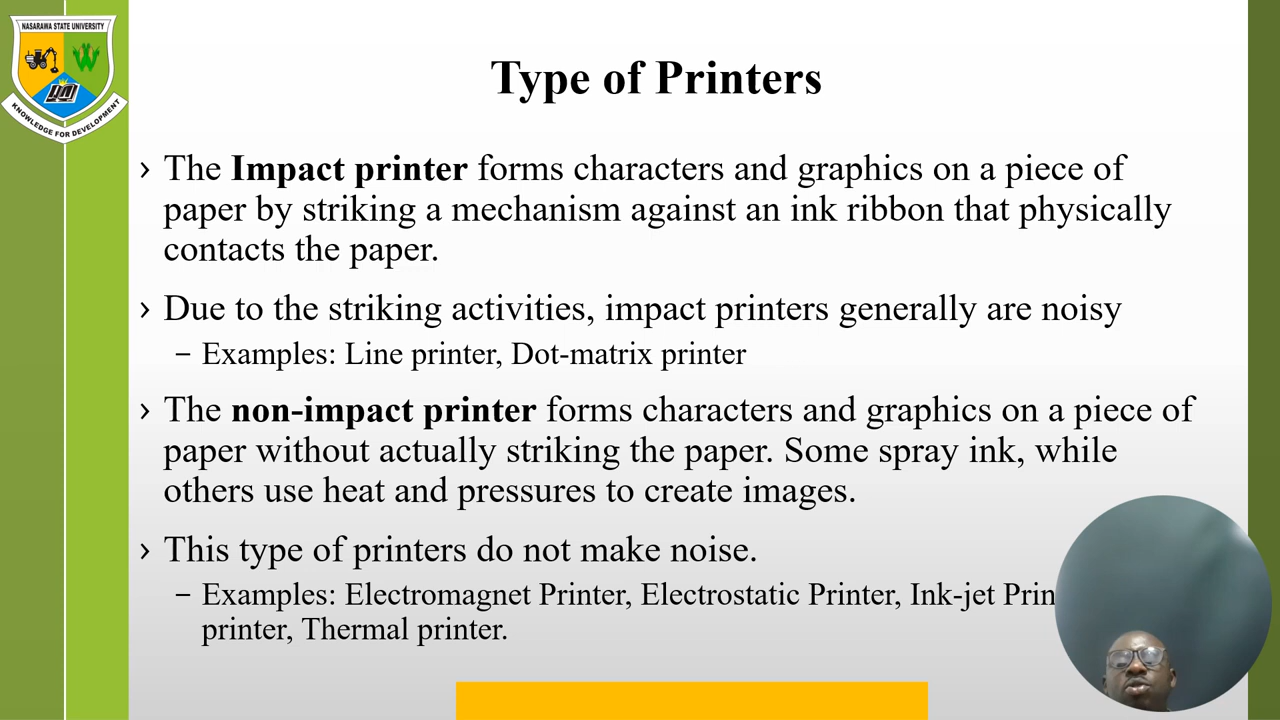 NASARAWA STATE UNIVERSITY
KNOWLEDGE FOR DEVELOPMENT
Type of Printers
› The Impact printer forms characters and graphics on a piece of
paper by striking a mechanism against an ink ribbon that physically
contacts the paper.
› Due to the striking activities, impact printers generally are noisy
– Examples: Line printer, Dot-matrix printer
› The non-impact printer forms characters and graphics on a piece of
paper without actually striking the paper. Some spray ink, while
others use heat and pressures to create images.
› This type of printers do not make noise.
– Examples: Electromagnet Printer, Electrostatic Printer, Ink-jet
printer, Thermal printer.